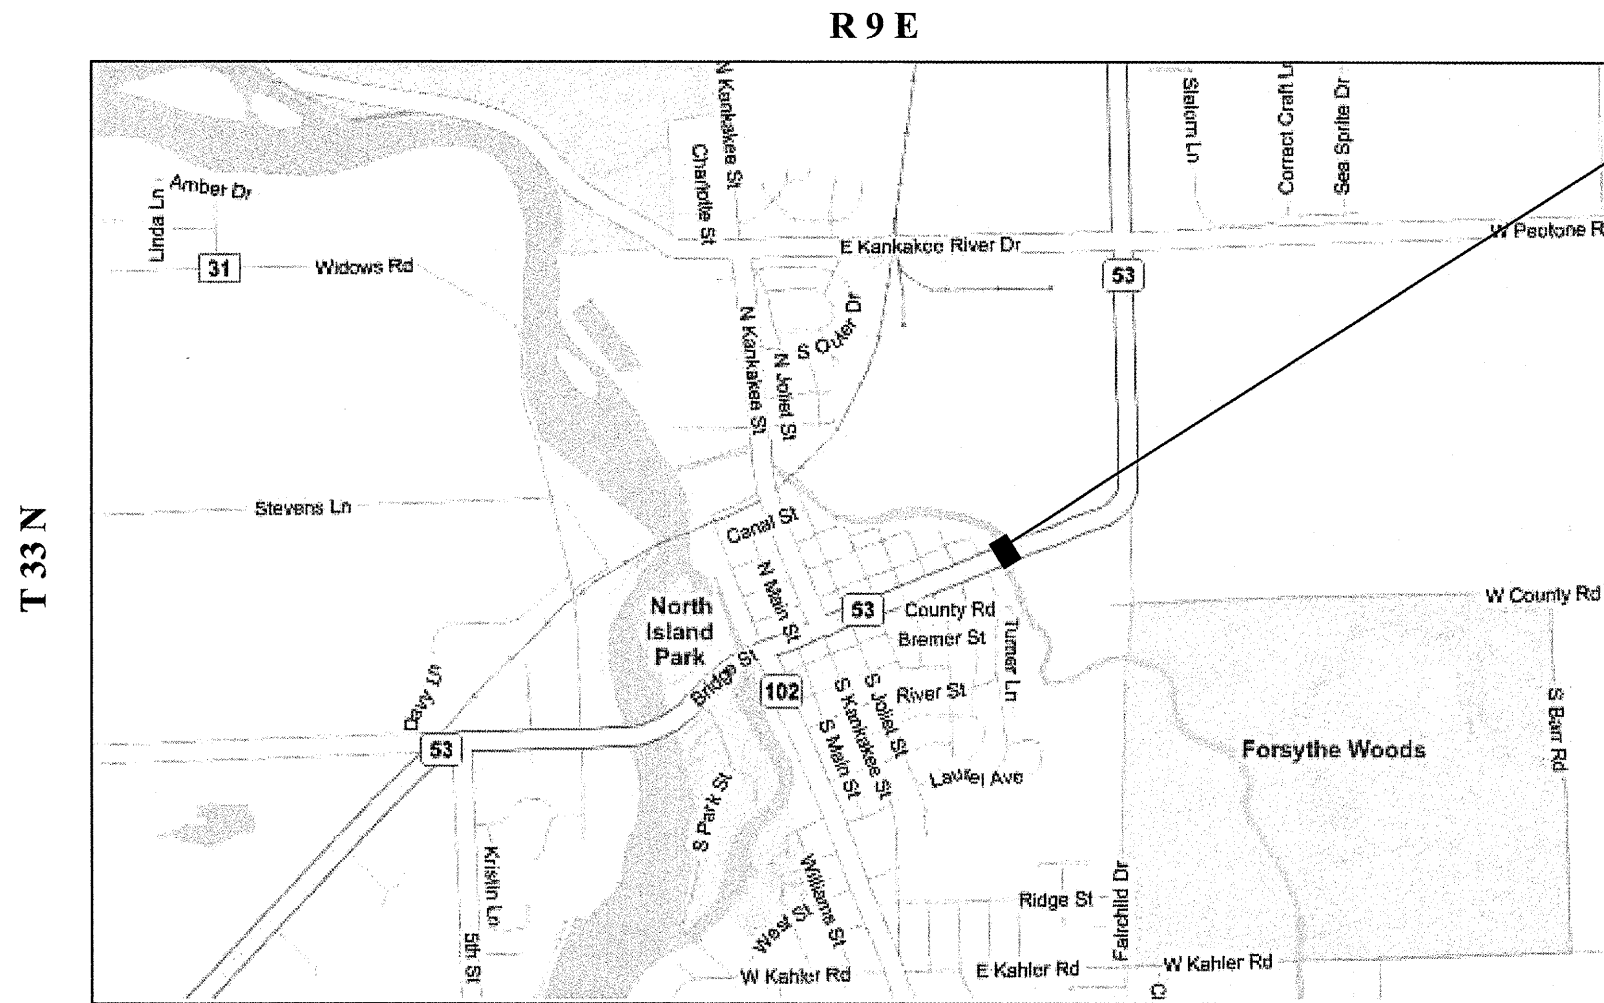 R 9 E
T 33 N
N Kankakee St
Charlotte St
Slalom Ln
Correct Craft Ln
Sea Sprite Dr
Amber Dr
Linda Ln
31
Widows Rd
E Kankakee River Dr
W Peotone R
53
S Outer Dr
N Kankakee St
N Joliet St
Stevens Ln
Canal St
N Main St
North
Island
Park
53
County Rd
W County Rd
Bremer St
Turner Ln
Bridge St
102
River St
S Joliet St
S Kankakee St
S Main St
Davy Ln
53
S Barr Rd
Forsythe Woods
Laurel Ave
S Park St
Kristin Ln
Williams St
West St
Ridge St
Fairchild Dr
5th St
W Kahler Rd
E Kahler Rd
W Kahler Rd